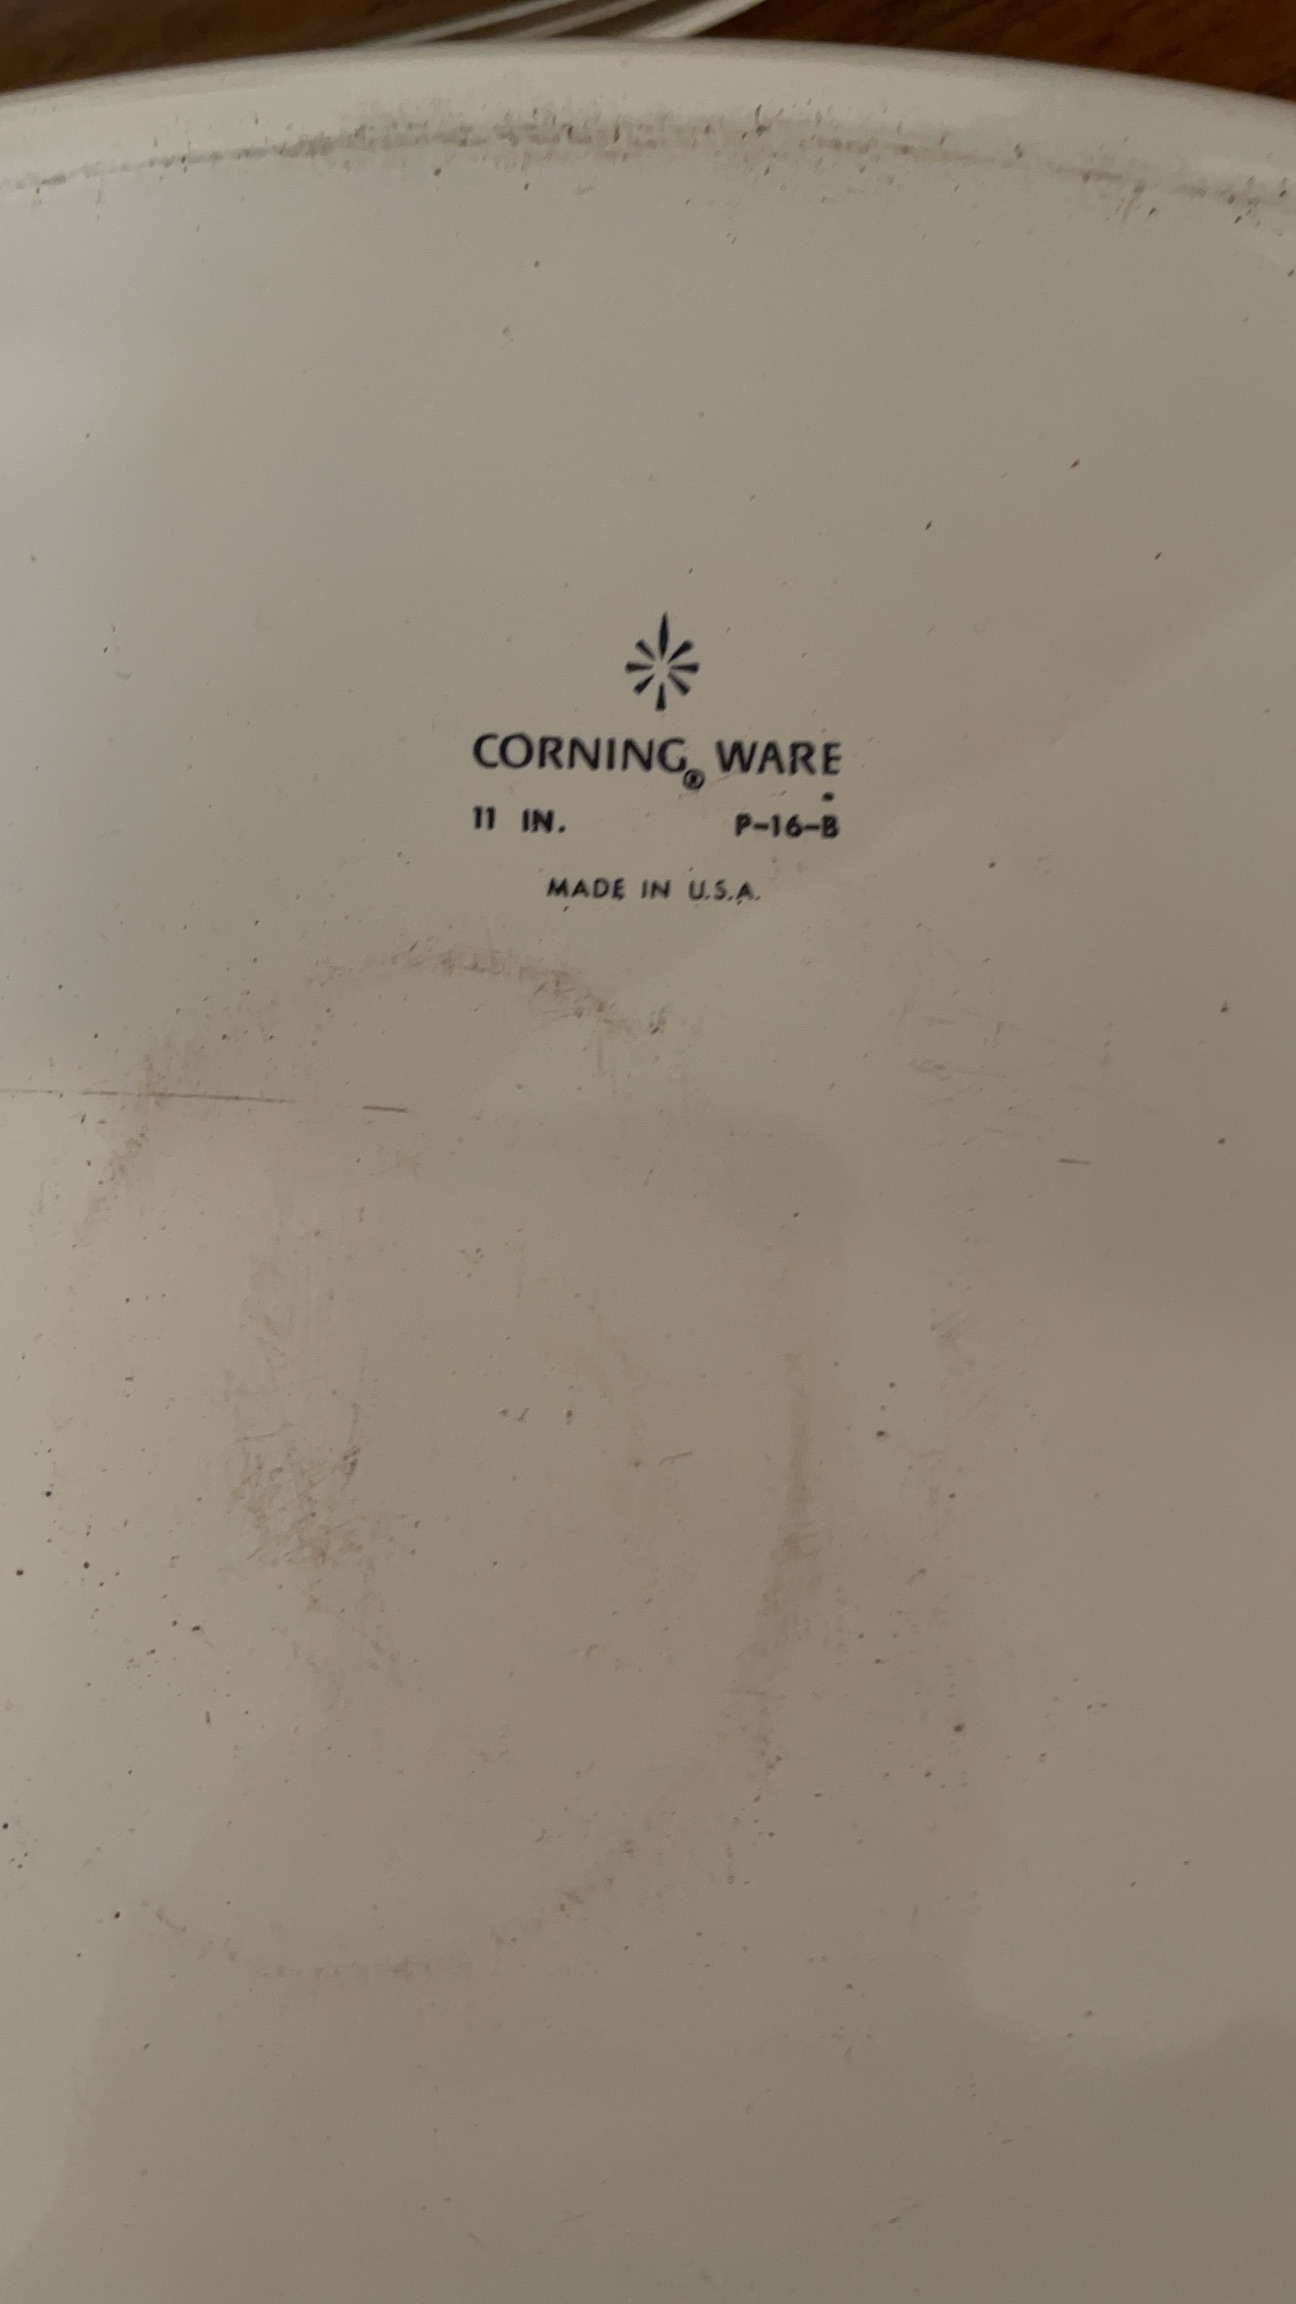 CORNING® WARE
11 IN. P-16-B
MADE IN U.S.A.